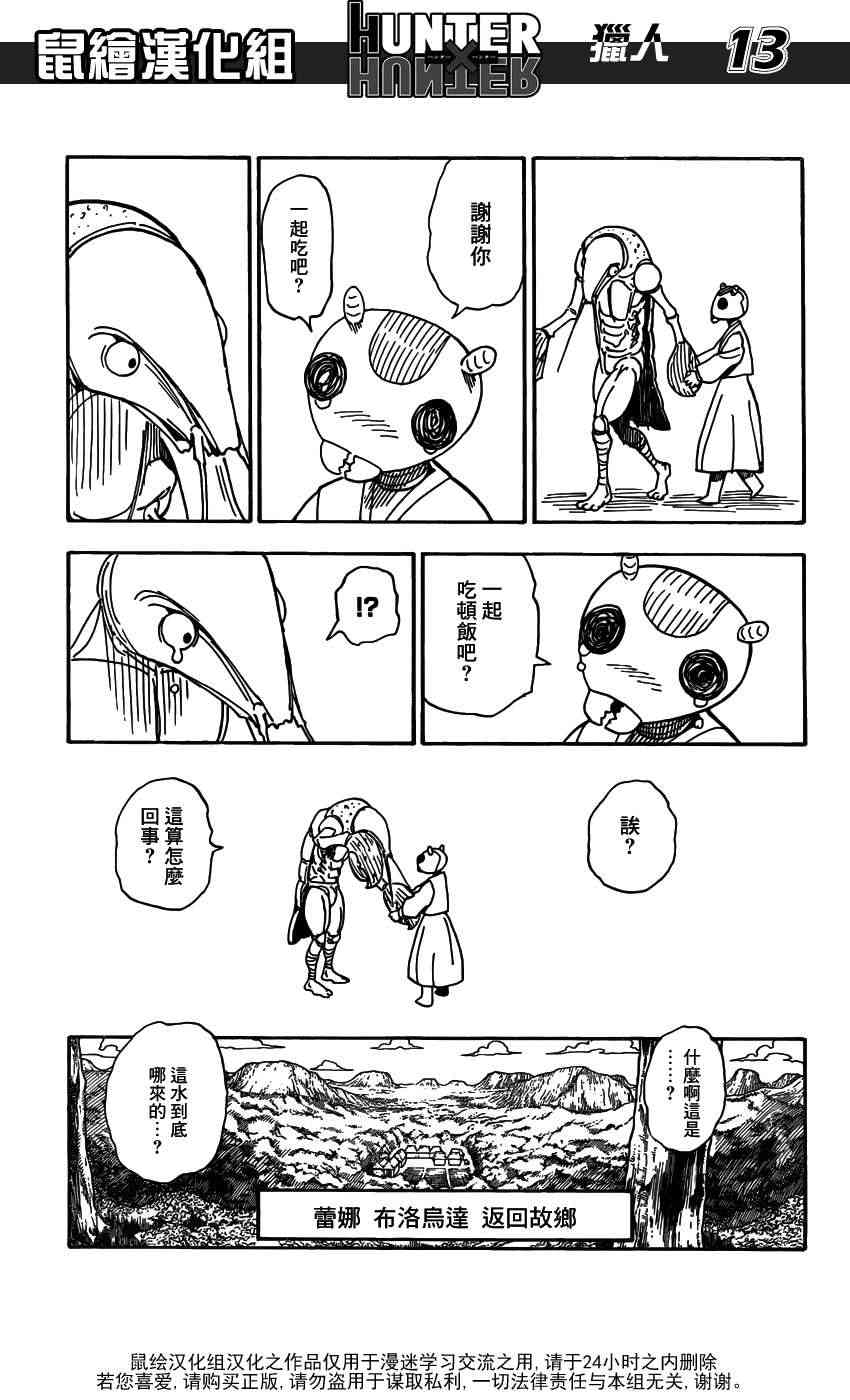 鼠繪漢化組
HUNTER
×
HUNTER
獵人
13
謝謝你
一起吃吧?
一起
吃頓飯吧?
!?
誒?
這算怎麼
回事?
什麼啊這是
……?
這水到底
哪來的…?
蕾娜 布洛烏達 返回故鄉
鼠绘汉化组汉化之作品仅用于漫迷学习交流之用, 请于24小时之内删除
若您喜爱, 请购买正版, 请勿盗用于谋取私利, 一切法律责任与本组无关, 谢谢。